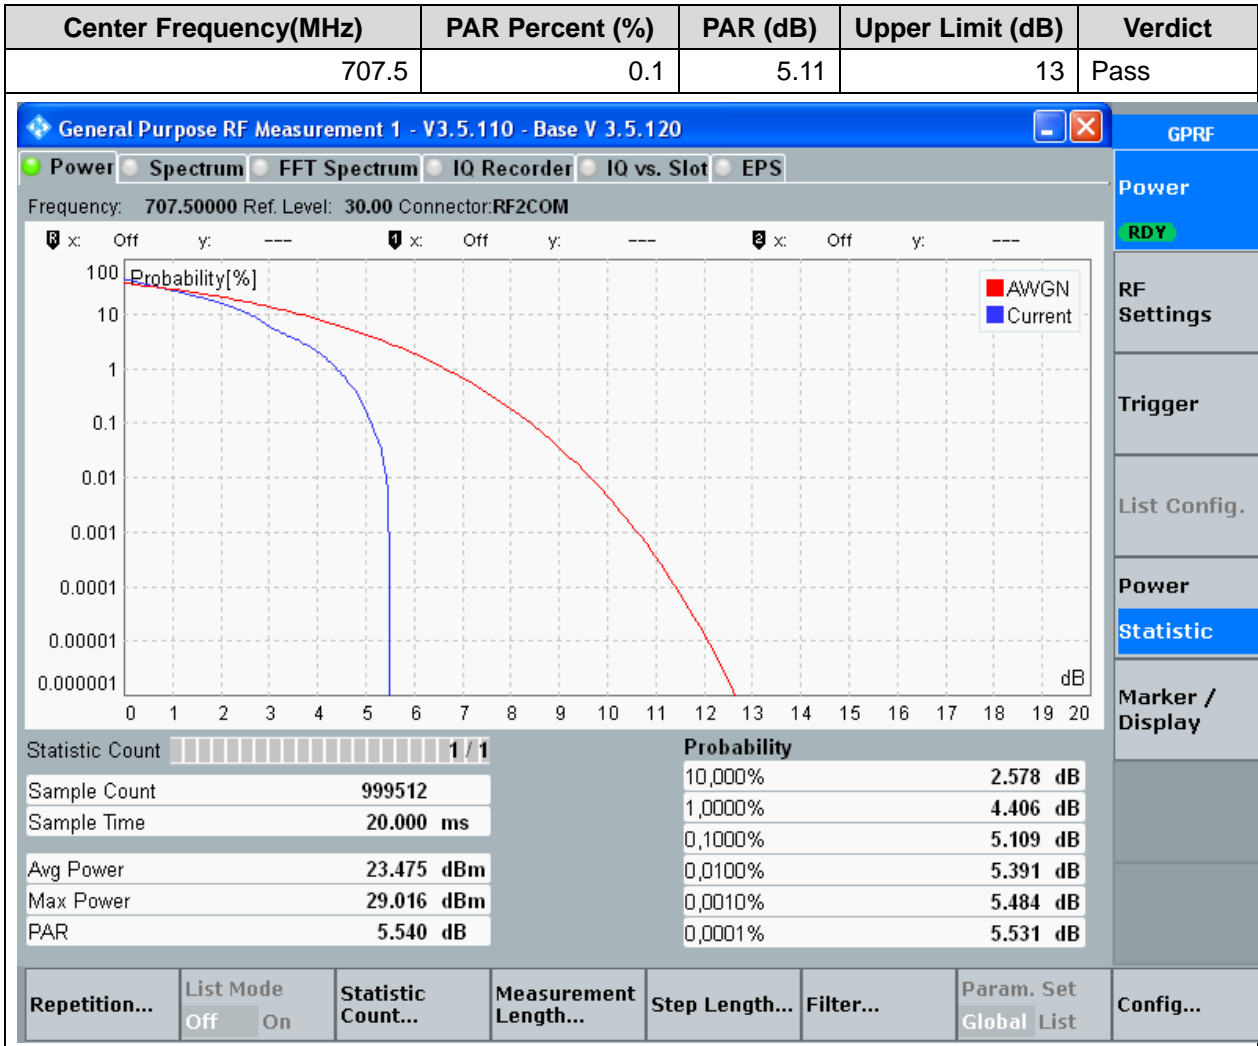 Center Frequency(MHz) PAR Percent (%) PAR (dB) Upper Limit (dB) Verdict
707.5 0.1 5.11 13 Pass
General Purpose RF Measurement 1 - V3.5.110 - Base V 3.5.120
GPRF
Power Spectrum FFT Spectrum IQ Recorder IQ vs. Slot EPS
Power
RDY
Frequency: 707.50000 Ref. Level: 30.00 Connector:RF2COM
R x: Off y: --- 1 x: Off y: --- 2 x: Off y: ---
Probability[%]
AWGN
Current
100
10
1
0.1
0.01
0.001
0.0001
0.00001
0.000001
dB
0 1 2 3 4 5 6 7 8 9 10 11 12 13 14 15 16 17 18 19 20
RF
Settings
Trigger
List Config.
Power
Statistic
Marker /
Display
Statistic Count 1 / 1
Sample Count 999512
Sample Time 20.000 ms
Avg Power 23.475 dBm
Max Power 29.016 dBm
PAR 5.540 dB
Probability
10,000% 2.578 dB
1,0000% 4.406 dB
0,1000% 5.109 dB
0,0100% 5.391 dB
0,0010% 5.484 dB
0,0001% 5.531 dB
Repetition...
List Mode
Off On
Statistic
Count...
Measurement
Length...
Step Length...
Filter...
Param. Set
Global List
Config...